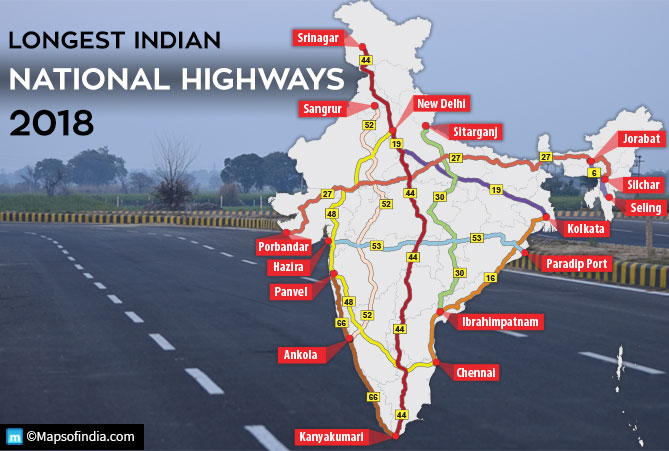 LONGEST INDIAN
NATIONAL HIGHWAYS
2018
Srinagar
44
Sangrur
52
New Delhi
Sitarganj
19
Jorabat
27
27
6
Silchar
Seling
27
44
52
30
19
48
Kolkata
Porbandar
53
53
Hazira
44
Paradip Port
Panvel
30
16
48
66
52
44
Ibrahimpatnam
Ankola
Chennai
66
44
Kanyakumari
m
©Mapsofindia.com